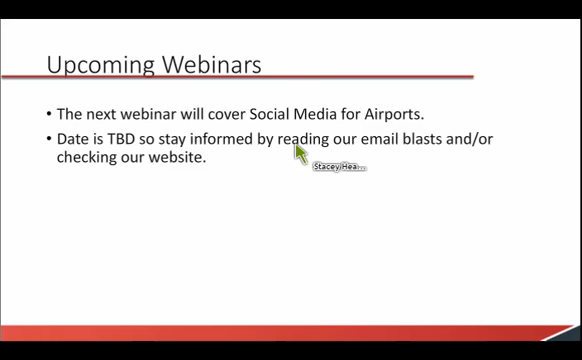 Upcoming Webinars
• The next webinar will cover Social Media for Airports.
• Date is TBD so stay informed by reading our email blasts and/or
checking our website.
Stacey Hea...